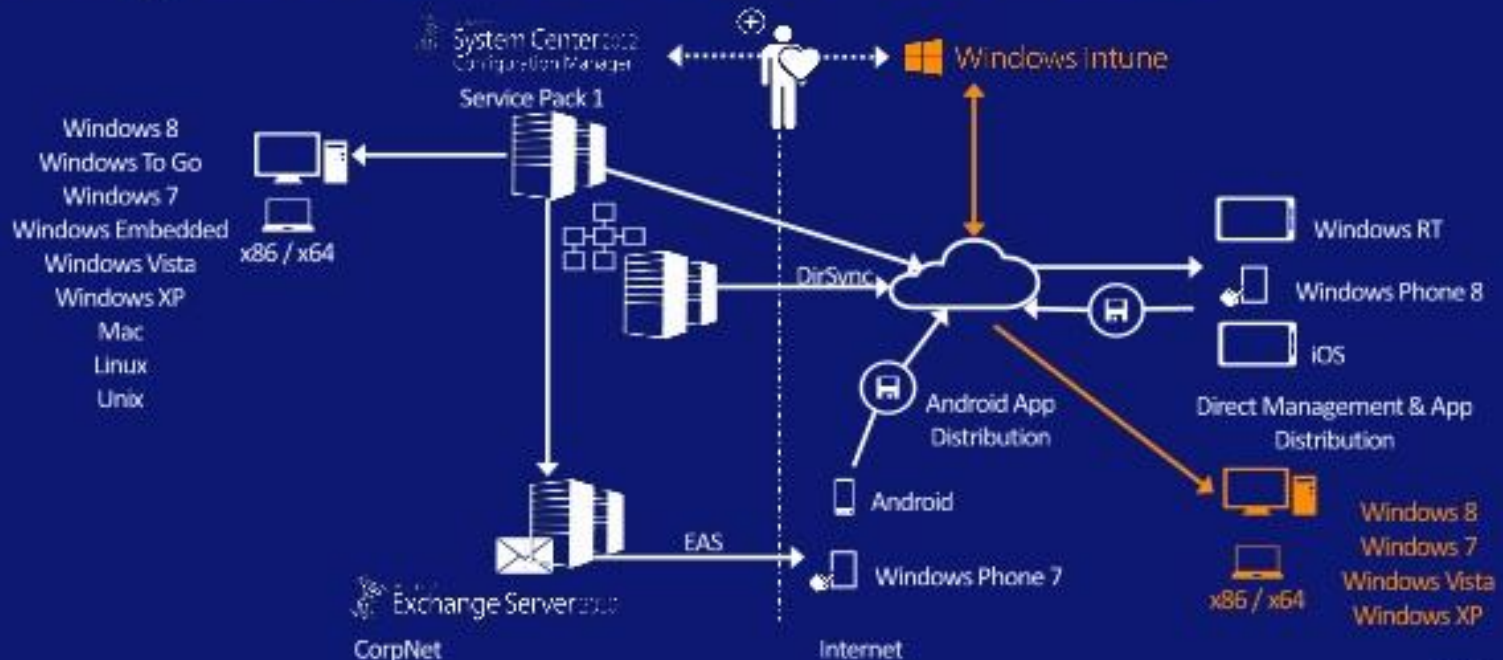 System Center 2012
Configuration Manager
Service Pack 1
Windows Intune
Windows 8
Windows To Go
Windows 7
Windows Embedded
Windows Vista
Windows XP
Mac
Linux
Unix
x86 / x64
DirSync
Windows RT
Windows Phone 8
iOS
Direct Management & App
Distribution
Android App
Distribution
Android
EAS
Windows Phone 7
Exchange Server 2010
Windows 8
Windows 7
Windows Vista
Windows XP
x86 / x64
CorpNet
Internet